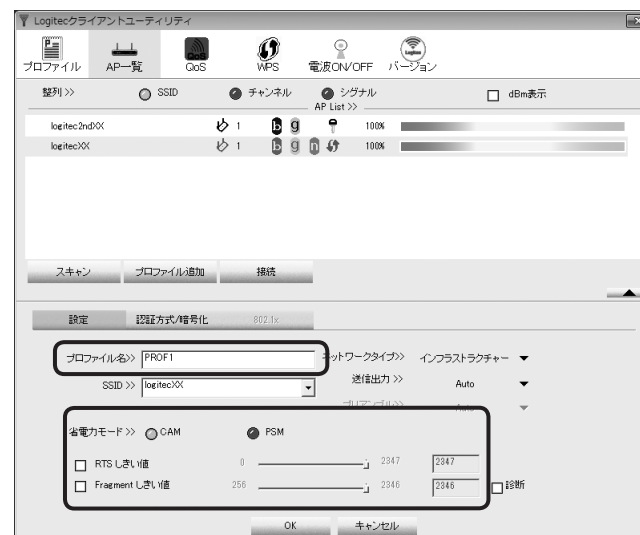 Logitecクライアントユーティリティ
プロファイル AP一覧 QoS WPS 電波ON/OFF バージョン
整列 >> SSID チャンネル シグナル dBm表示
AP List >>
logitec2ndXX 1 b g 100%
logitecXX 1 b g n 100%
スキャン プロファイル追加 接続
設定 認証方式/暗号化 802.1x
プロファイル名>> PROF1 ネットワークタイプ>> インフラストラクチャー
SSID >> logitecXX 送信出力 >> Auto
プリアンブル>> Auto
省電力モード >> CAM PSM
RTS しきい値 0 2347 2347
Fragment しきい値 256 2346 2346 診断
OK キャンセル